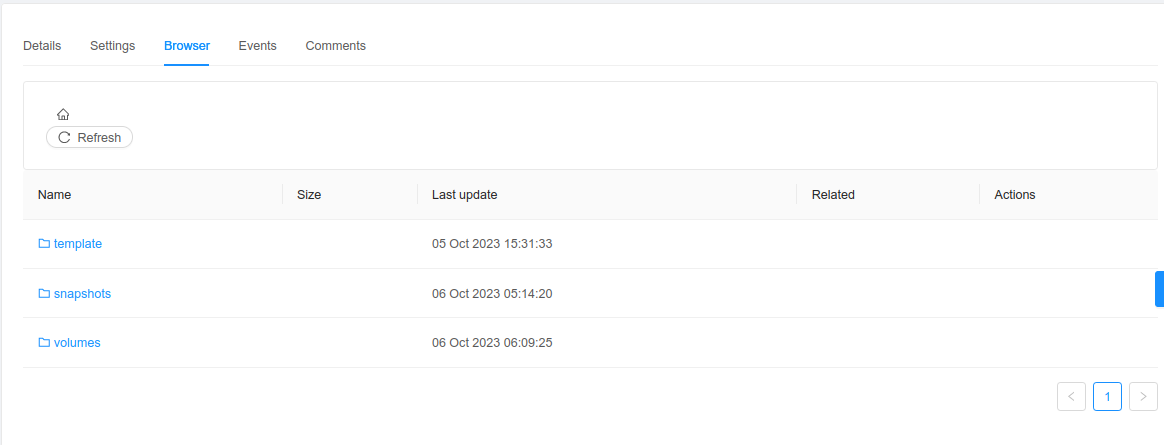 Details Settings Browser Events Comments
Refresh
Name Size Last update Related Actions
template 05 Oct 2023 15:31:33
snapshots 06 Oct 2023 05:14:20
volumes 06 Oct 2023 06:09:25
1